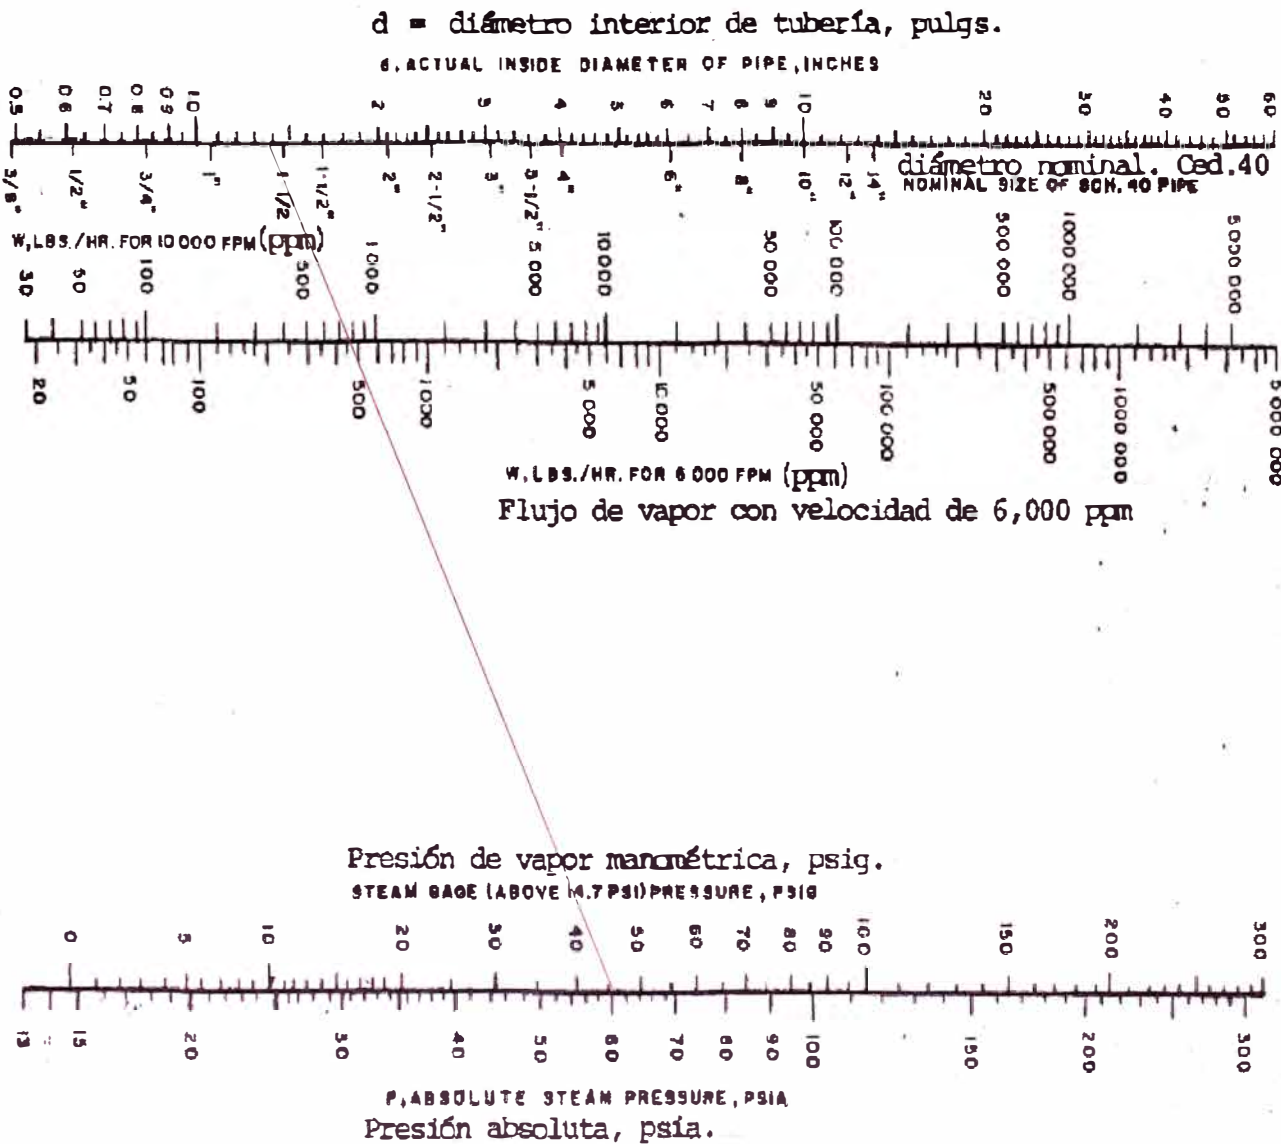 d = diámetro interior de tubería, pulgs.
d, ACTUAL INSIDE DIAMETER OF PIPE, INCHES
0.5 0.6 0.7 0.8 0.9 1.0 2 3 4 5 6 7 8 9 10 20 30 40 50 60
diámetro nominal. Ced.40
3/8" 1/2" 3/4" 1" 1-1/2 1-1/2" 2" 2-1/2" 3" 3-1/2" 4" 6" 8" 10" 12" 14"
NOMINAL SIZE OF SCH. 40 PIPE
W, LBS./HR. FOR 10 000 FPM (ppm)
30 50 100 500 1 000 5 000 10 000 50 000 100 000 500 000 1 000 000 5 000 000
20 50 100 500 1000 5 000 10 000 50 000 100 000 500 000 1 000 000 5 000 000
W, LBS./HR. FOR 6 000 FPM (ppm)
Flujo de vapor con velocidad de 6,000 ppm
Presión de vapor manométrica, psig.
STEAM GAGE (ABOVE 14.7 PSI) PRESSURE, PSIG
0 5 10 20 30 40 50 60 70 80 90 100 150 200 300
13 15 20 30 40 50 60 70 80 90 100 150 200 300
P, ABSOLUTE STEAM PRESSURE, PSIA
Presión absoluta, psia.